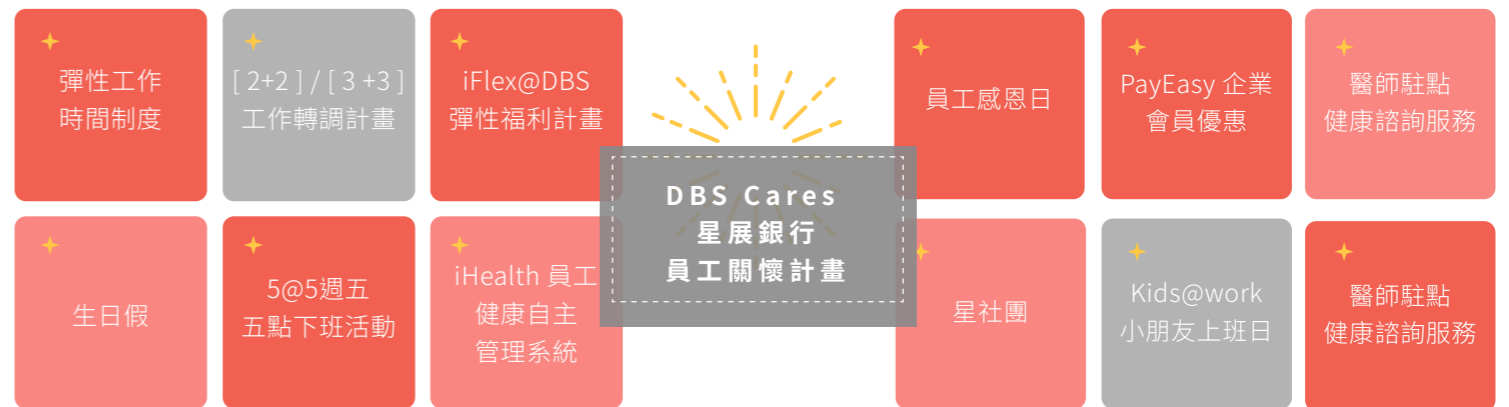 彈性工作
時間制度
[ 2+2 ] / [ 3 +3 ]
工作轉調計畫
iFlex@DBS
彈性福利計畫
員工感恩日
PayEasy 企業
會員優惠
醫師駐點
健康諮詢服務
DBS Cares
星展銀行
員工關懷計畫
生日假
5@5週五
五點下班活動
iHealth 員工
健康自主
管理系統
星社團
Kids@work
小朋友上班日
醫師駐點
健康諮詢服務